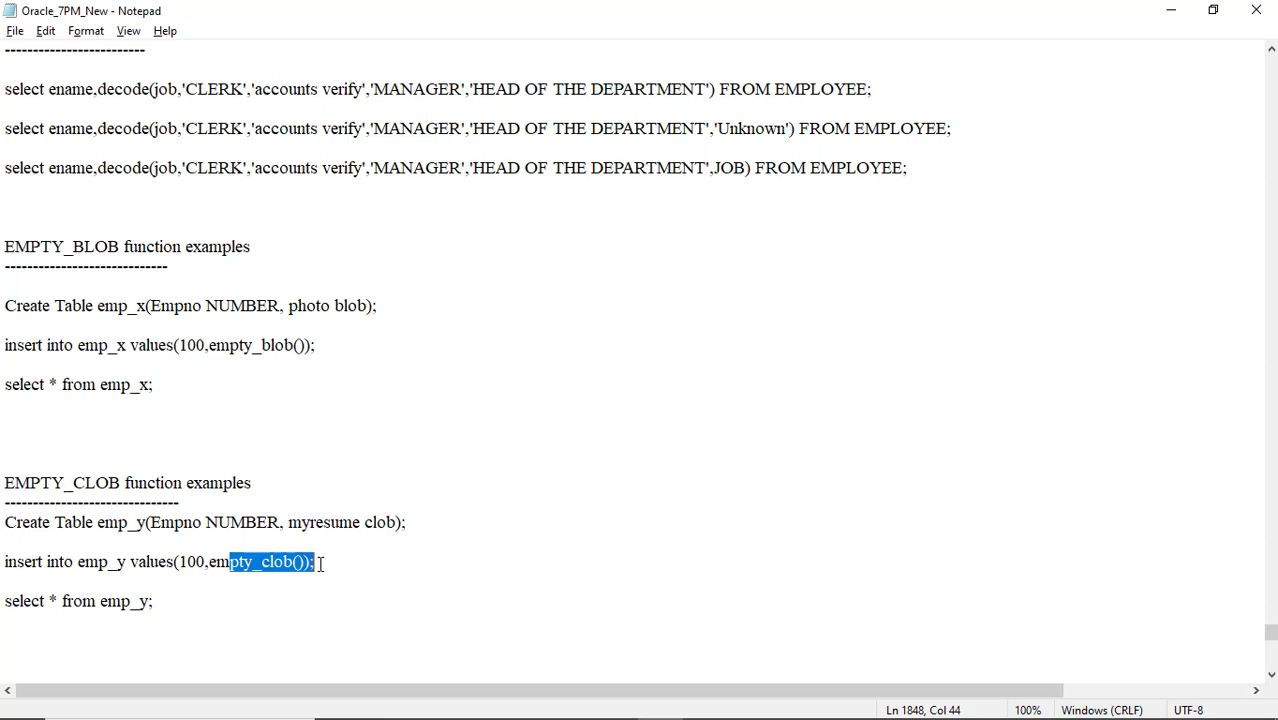 Oracle_7PM_New - Notepad
File Edit Format View Help
-------------------------
select ename,decode(job,'CLERK','accounts verify','MANAGER','HEAD OF THE DEPARTMENT') FROM EMPLOYEE;
select ename,decode(job,'CLERK','accounts verify','MANAGER','HEAD OF THE DEPARTMENT','Unknown') FROM EMPLOYEE;
select ename,decode(job,'CLERK','accounts verify','MANAGER','HEAD OF THE DEPARTMENT',JOB) FROM EMPLOYEE;
EMPTY_BLOB function examples
-----------------------------
Create Table emp_x(Empno NUMBER, photo blob);
insert into emp_x values(100,empty_blob());
select * from emp_x;
EMPTY_CLOB function examples
-------------------------------
Create Table emp_y(Empno NUMBER, myresume clob);
insert into emp_y values(100,empty_clob());
select * from emp_y;
Ln 1848, Col 44 100% Windows (CRLF) UTF-8